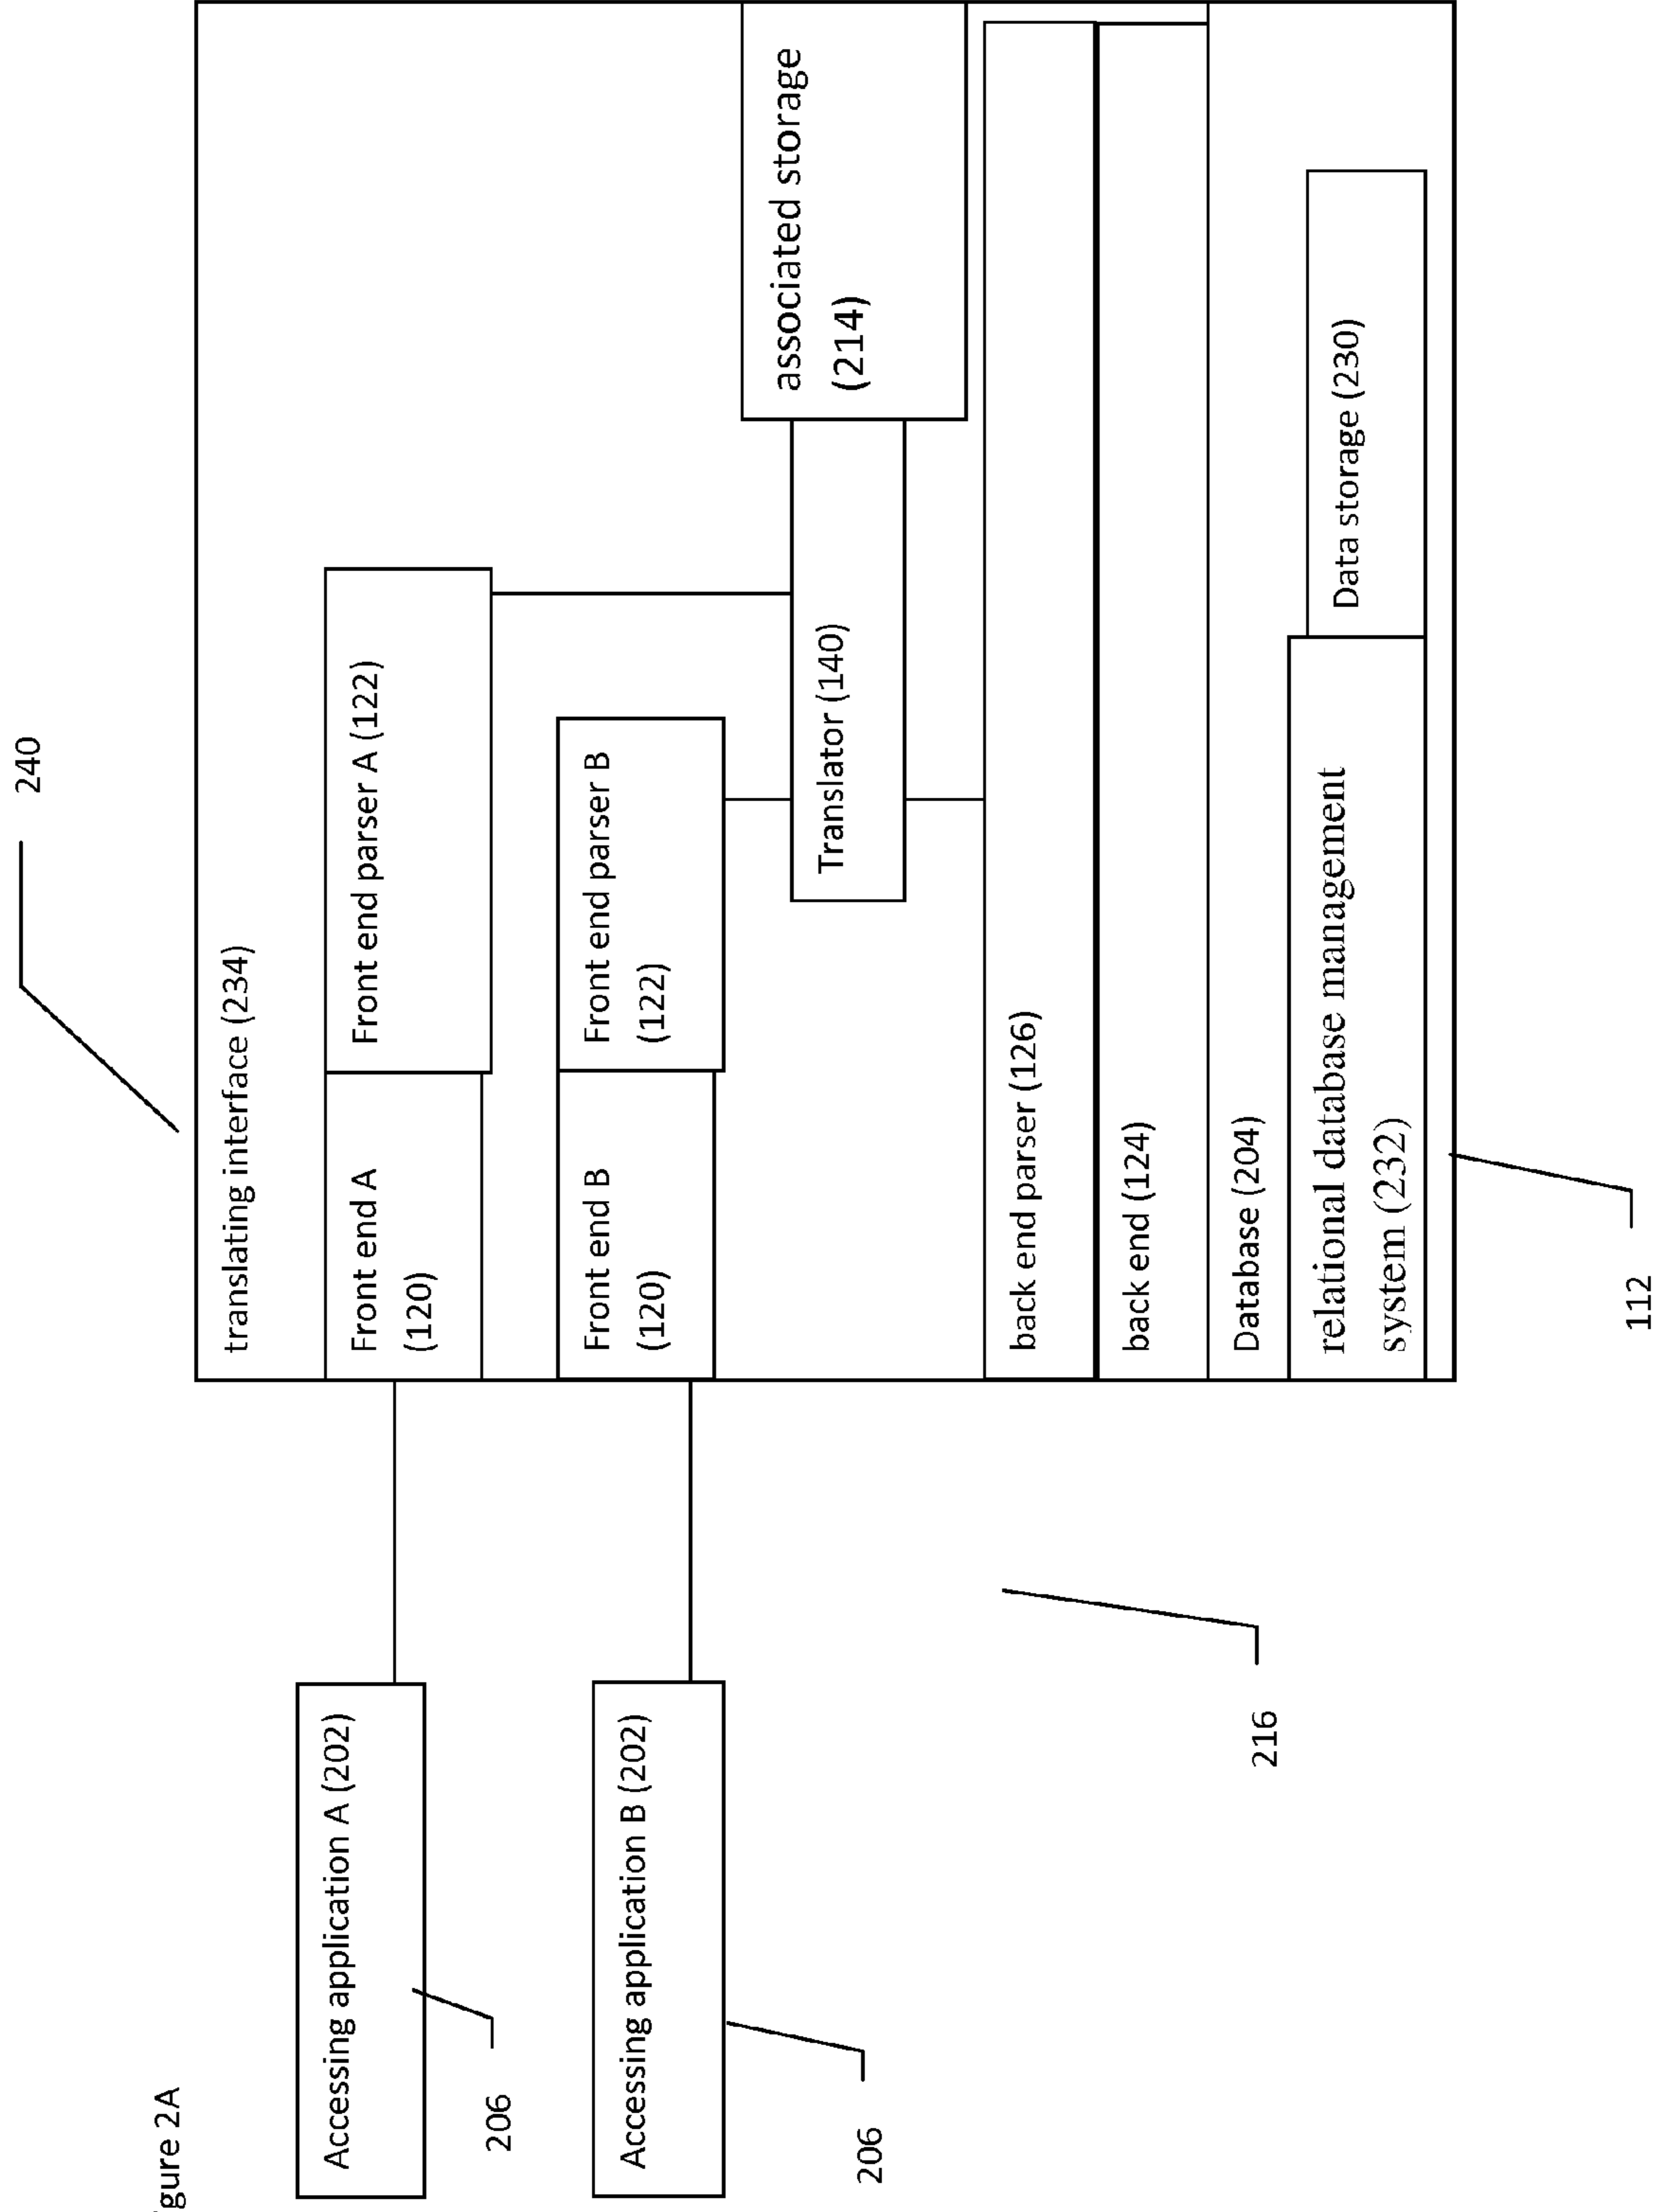 igure 2A
240
Accessing application A (202)
206
Accessing application B (202)
206
216
translating interface (234)
Front end A
(120)
Front end parser A (122)
Front end B
(120)
Front end parser B
(122)
Translator (140)
associated storage
(214)
back end parser (126)
back end (124)
Database (204)
relational database management
system (232)
Data storage (230)
112